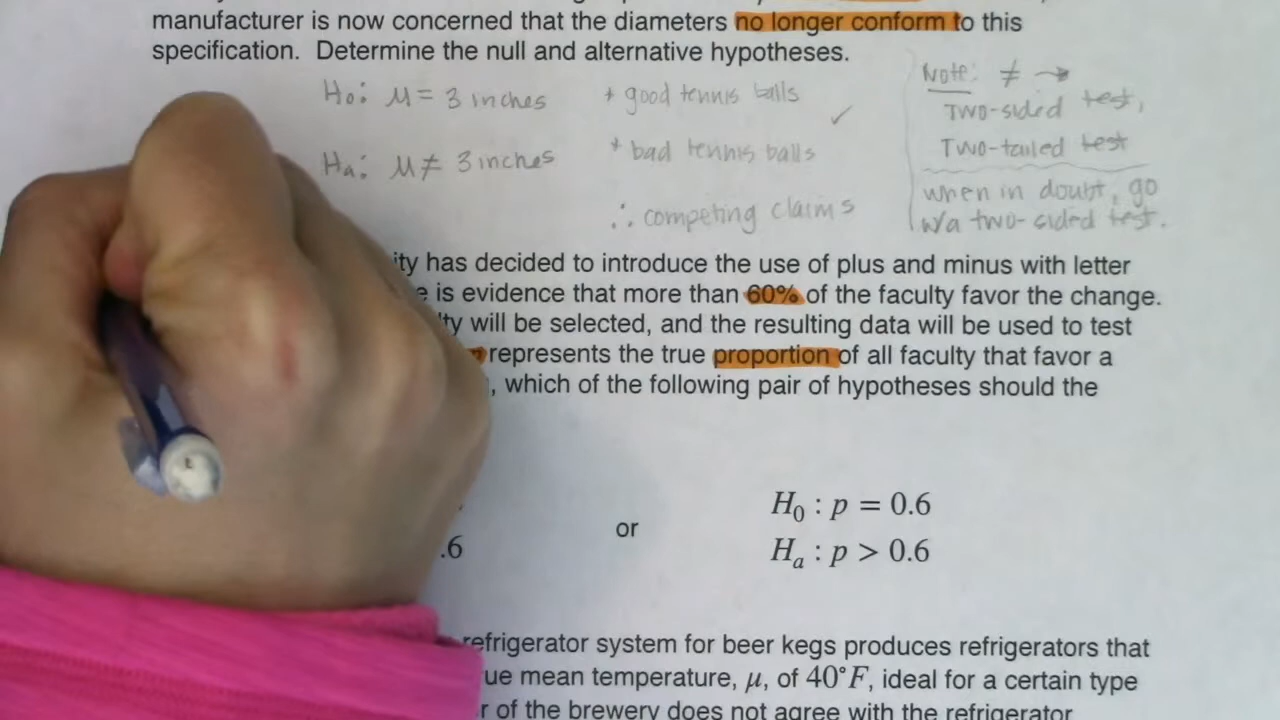 manufacturer is now concerned that the diameters no longer conform to this
specification. Determine the null and alternative hypotheses.
H₀: μ = 3 inches + good tennis balls ✓
Hₐ: μ ≠ 3 inches + bad tennis balls
∴ competing claims
Note: ≠ →
Two-sided test,
Two-tailed test
when in doubt, go
w/a two-sided test.
ity has decided to introduce the use of plus and minus with letter
e is evidence that more than 60% of the faculty favor the change.
lty will be selected, and the resulting data will be used to test
represents the true proportion of all faculty that favor a
, which of the following pair of hypotheses should the
.6
or
H₀ : p = 0.6
Hₐ : p > 0.6
refrigerator system for beer kegs produces refrigerators that
ue mean temperature, μ, of 40°F, ideal for a certain type
r of the brewery does not agree with the refrigerator